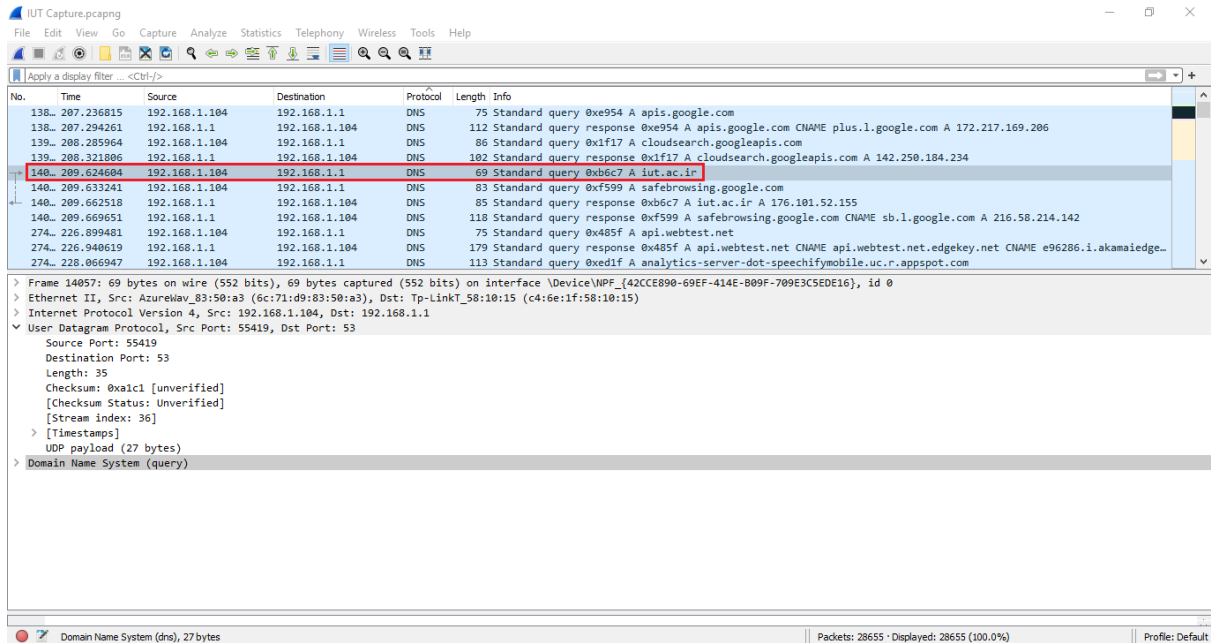 IUT Capture.pcapng
File Edit View Go Capture Analyze Statistics Telephony Wireless Tools Help
Apply a display filter ... <Ctrl-/>
No. Time Source Destination Protocol Length Info
138… 207.236815 192.168.1.104 192.168.1.1 DNS 75 Standard query 0xe954 A apis.google.com
138… 207.294261 192.168.1.1 192.168.1.104 DNS 112 Standard query response 0xe954 A apis.google.com CNAME plus.l.google.com A 172.217.169.206
139… 208.285964 192.168.1.104 192.168.1.1 DNS 86 Standard query 0x1f17 A cloudsearch.googleapis.com
139… 208.321806 192.168.1.1 192.168.1.104 DNS 102 Standard query response 0x1f17 A cloudsearch.googleapis.com A 142.250.184.234
140… 209.624604 192.168.1.104 192.168.1.1 DNS 69 Standard query 0xb6c7 A iut.ac.ir
140… 209.633241 192.168.1.104 192.168.1.1 DNS 83 Standard query 0xf599 A safebrowsing.google.com
140… 209.662518 192.168.1.1 192.168.1.104 DNS 85 Standard query response 0xb6c7 A iut.ac.ir A 176.101.52.155
140… 209.669651 192.168.1.1 192.168.1.104 DNS 118 Standard query response 0xf599 A safebrowsing.google.com CNAME sb.l.google.com A 216.58.214.142
274… 226.899481 192.168.1.104 192.168.1.1 DNS 75 Standard query 0x485f A api.webtest.net
274… 226.940619 192.168.1.1 192.168.1.104 DNS 179 Standard query response 0x485f A api.webtest.net CNAME api.webtest.net.edgekey.net CNAME e96286.i.akamaiedge…
274… 228.066947 192.168.1.104 192.168.1.1 DNS 113 Standard query 0xed1f A analytics-server-dot-speechifymobile.uc.r.appspot.com
> Frame 14057: 69 bytes on wire (552 bits), 69 bytes captured (552 bits) on interface \Device\NPF_{42CCE890-69EF-414E-B09F-709E3C5EDE16}, id 0
> Ethernet II, Src: AzureWav_83:50:a3 (6c:71:d9:83:50:a3), Dst: Tp-LinkT_58:10:15 (c4:6e:1f:58:10:15)
> Internet Protocol Version 4, Src: 192.168.1.104, Dst: 192.168.1.1
User Datagram Protocol, Src Port: 55419, Dst Port: 53
Source Port: 55419
Destination Port: 53
Length: 35
Checksum: 0xa1c1 [unverified]
[Checksum Status: Unverified]
[Stream index: 36]
> [Timestamps]
UDP payload (27 bytes)
> Domain Name System (query)
Domain Name System (dns), 27 bytes Packets: 28655 · Displayed: 28655 (100.0%) Profile: Default